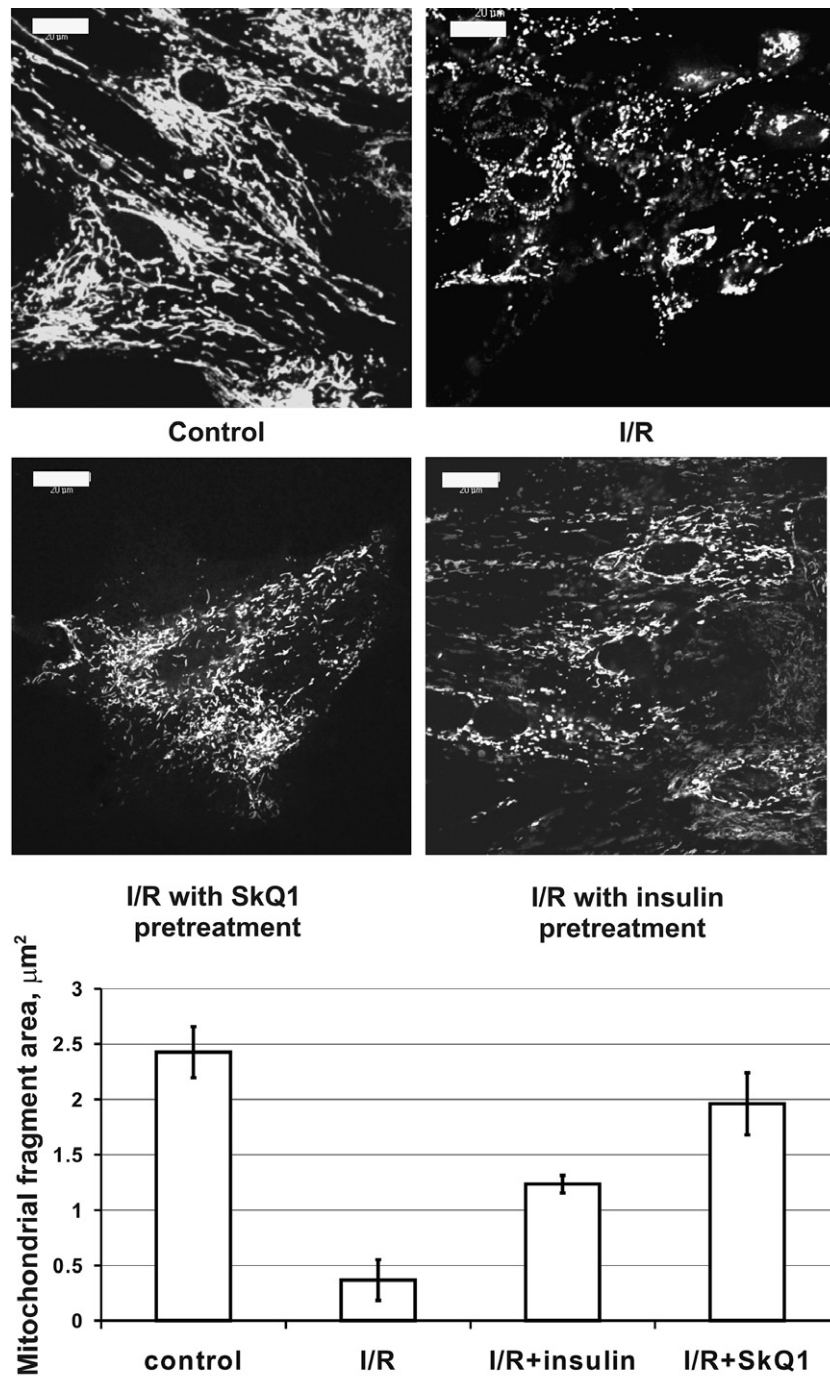 20 µm
20 µm
Control
I/R
20 µm
20 µm
I/R with SkQ1
pretreatment
I/R with insulin
pretreatment
Mitochondrial fragment area, µm²
3
2.5
2
1.5
1
0.5
0
control
I/R
I/R+insulin
I/R+SkQ1